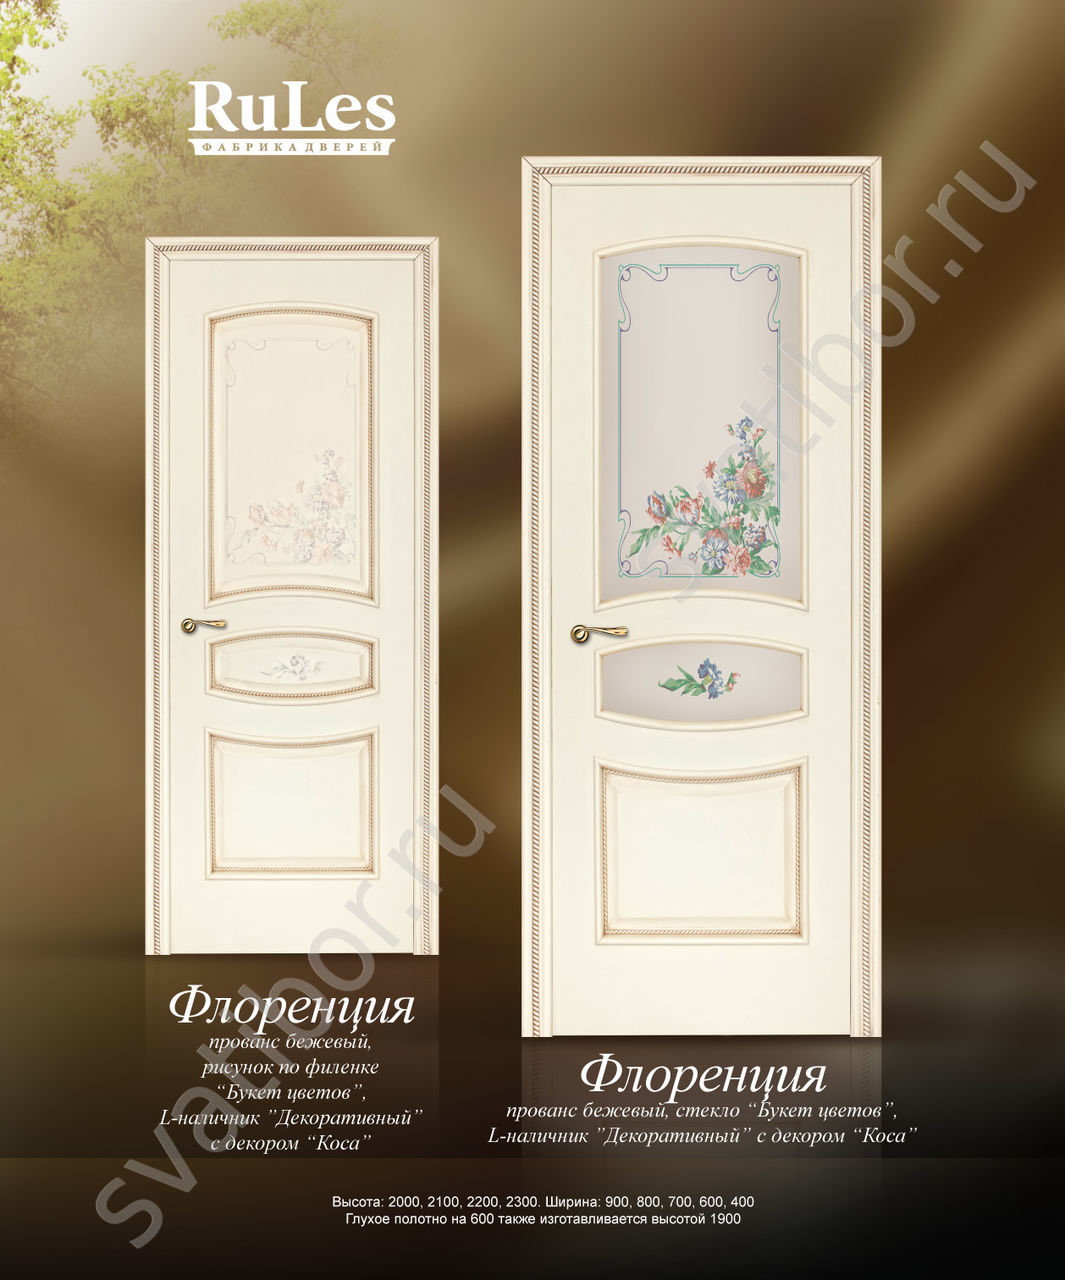 RuLes
ФАБРИКА ДВЕРЕЙ
Флоренция
прованс бежевый,
рисунок по филенке
“Букет цветов”,
L-наличник ”Декоративный”
с декором “Коса”
Флоренция
прованс бежевый, стекло “Букет цветов”,
L-наличник ”Декоративный” с декором “Коса”
Высота: 2000, 2100, 2200, 2300. Ширина: 900, 800, 700, 600, 400
Глухое полотно на 600 также изготавливается высотой 1900
svatibor.ru
svatibor.ru